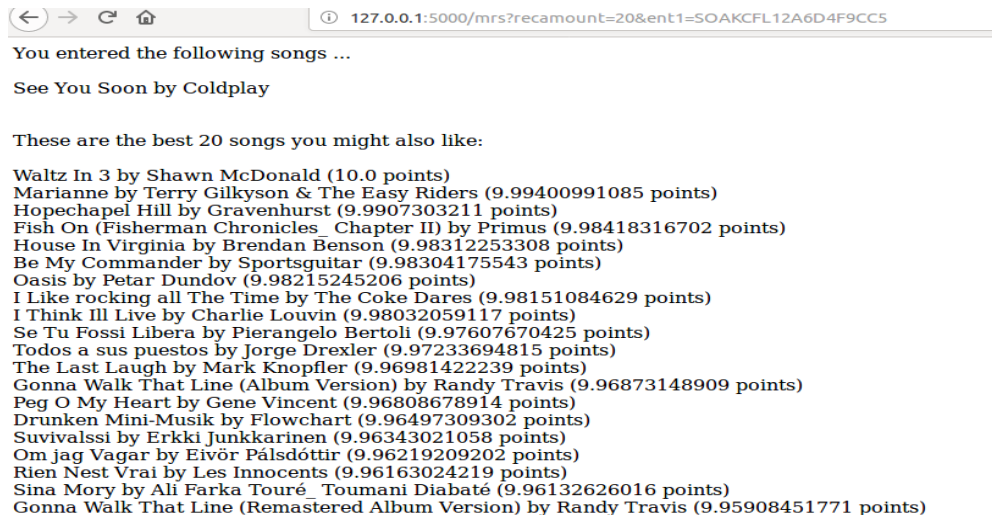 127.0.0.1:5000/mrs?recamount=20&ent1=SOAKCFL12A6D4F9CC5
You entered the following songs ...
See You Soon by Coldplay
These are the best 20 songs you might also like:
Waltz In 3 by Shawn McDonald (10.0 points)
Marianne by Terry Gilkyson & The Easy Riders (9.99400991085 points)
Hopechapel Hill by Gravenhurst (9.9907303211 points)
Fish On (Fisherman Chronicles_ Chapter II) by Primus (9.98418316702 points)
House In Virginia by Brendan Benson (9.98312253308 points)
Be My Commander by Sportsguitar (9.98304175543 points)
Oasis by Petar Dundov (9.98215245206 points)
I Like rocking all The Time by The Coke Dares (9.98151084629 points)
I Think Ill Live by Charlie Louvin (9.98032059117 points)
Se Tu Fossi Libera by Pierangelo Bertoli (9.97607670425 points)
Todos a sus puestos by Jorge Drexler (9.97233694815 points)
The Last Laugh by Mark Knopfler (9.96981422239 points)
Gonna Walk That Line (Album Version) by Randy Travis (9.96873148909 points)
Peg O My Heart by Gene Vincent (9.96808678914 points)
Drunken Mini-Musik by Flowchart (9.96497309302 points)
Suvivalssi by Erkki Junkkarinen (9.96343021058 points)
Om jag Vagar by Eivör Pálsdóttir (9.96219209202 points)
Rien Nest Vrai by Les Innocents (9.96163024219 points)
Sina Mory by Ali Farka Touré_ Toumani Diabaté (9.96132626016 points)
Gonna Walk That Line (Remastered Album Version) by Randy Travis (9.95908451771 points)